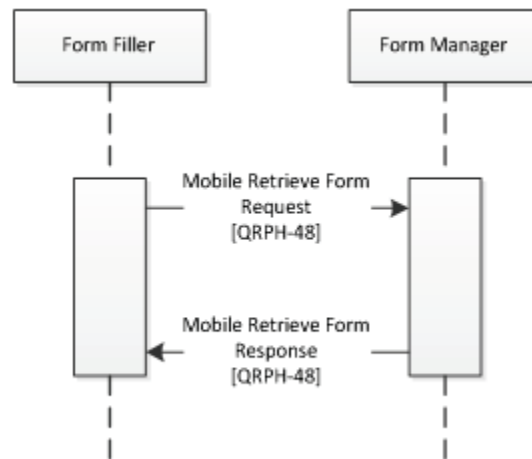 Form Filler
Form Manager
Mobile Retrieve Form
Request
[QRPH-48]
Mobile Retrieve Form
Response
[QRPH-48]